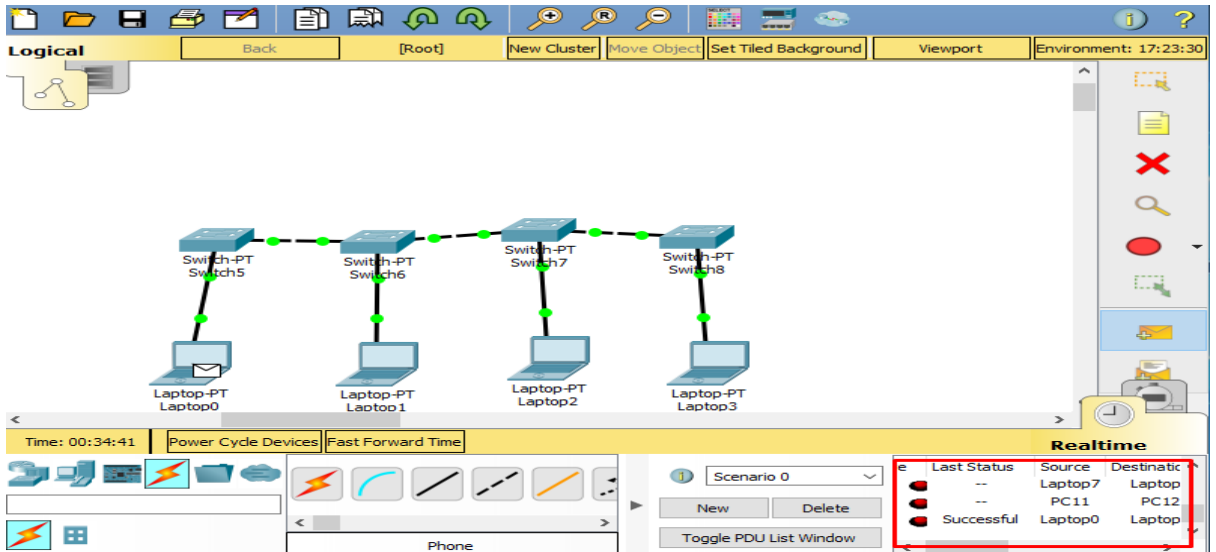 Logical Back [Root] New Cluster Move Object Set Tiled Background Viewport Environment: 17:23:30
Switch-PT
Switch5
Switch-PT
Switch6
Switch-PT
Switch7
Switch-PT
Switch8
Laptop-PT
Laptop0
Laptop-PT
Laptop1
Laptop-PT
Laptop2
Laptop-PT
Laptop3
Time: 00:34:41 Power Cycle Devices Fast Forward Time Realtime
Scenario 0
New Delete
Toggle PDU List Window
Phone
e Last Status Source Destinatic
-- Laptop7 Laptop
-- PC11 PC12
Successful Laptop0 Laptop